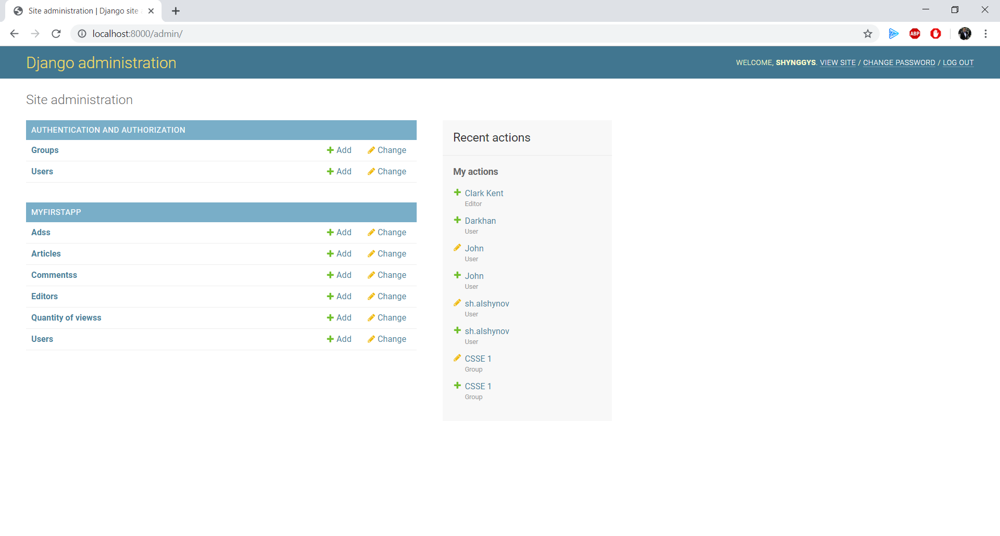 Site administration | Django site
localhost:8000/admin/
ABP
Django administration
WELCOME, SHYNGGYS. VIEW SITE / CHANGE PASSWORD / LOG OUT
Site administration
AUTHENTICATION AND AUTHORIZATION
Groups Add Change
Users Add Change
MYFIRSTAPP
Adss Add Change
Articles Add Change
Commentss Add Change
Editors Add Change
Quantity of viewss Add Change
Users Add Change
Recent actions
My actions
Clark Kent
Editor
Darkhan
User
John
User
John
User
sh.alshynov
User
sh.alshynov
User
CSSE 1
Group
CSSE 1
Group